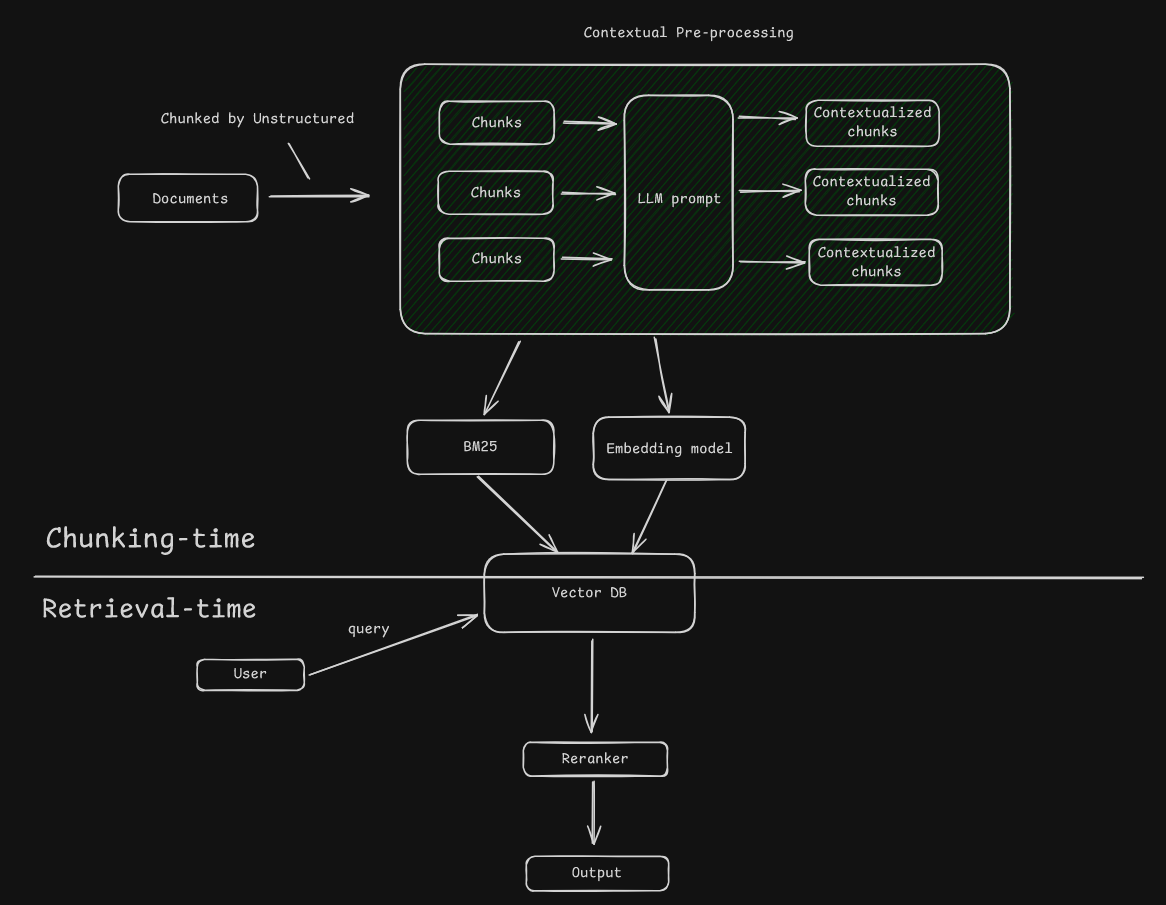 Contextual Pre-processing
Chunked by Unstructured
Documents
Chunks
Chunks
Chunks
LLM prompt
Contextualized
chunks
Contextualized
chunks
Contextualized
chunks
BM25
Embedding model
Chunking-time
Vector DB
Retrieval-time
query
User
Reranker
Output